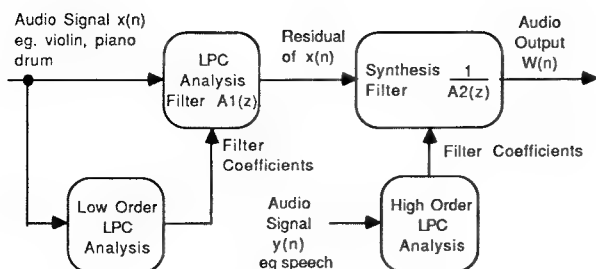 Audio Signal x(n)
eg. violin, piano
drum
LPC
Analysis
Filter A1(z)
Residual
of x(n)
Synthesis
Filter
1
A2(z)
Audio
Output
W(n)
Filter
Coefficients
Filter Coefficients
Low Order
LPC
Analysis
Audio
Signal
y(n)
eq speech
High Order
LPC
Analysis